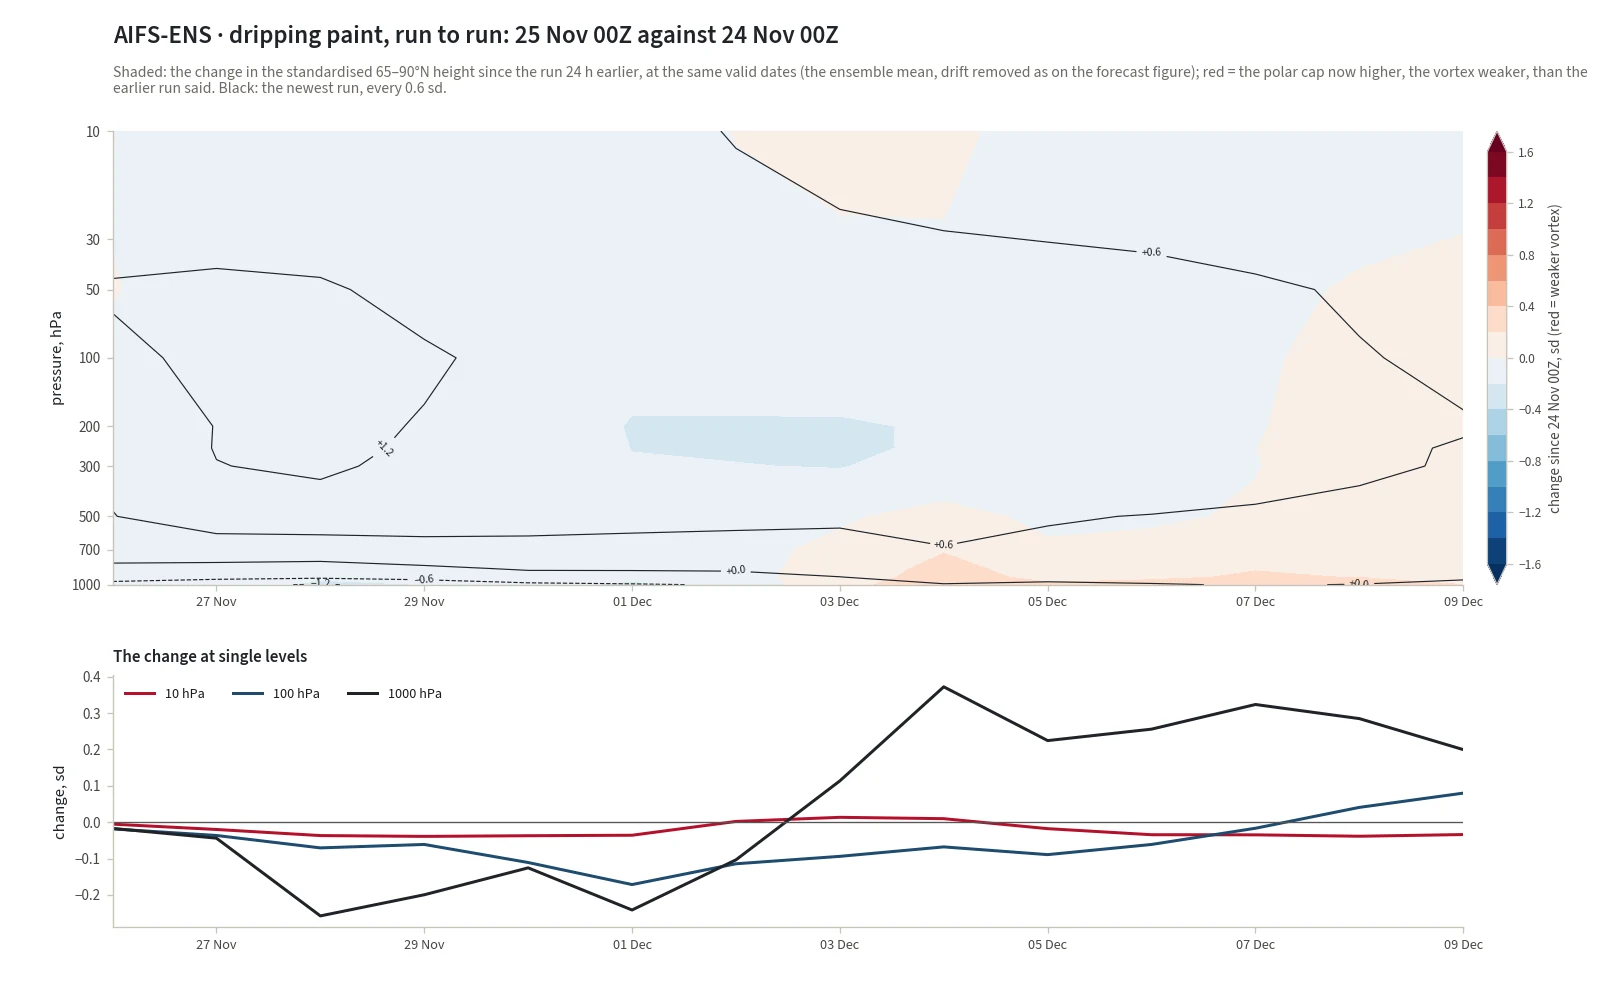 AIFS-ENS · dripping paint, run to run: 25 Nov 00Z against 24 Nov 00Z
Shaded: the change in the standardised 65–90°N height since the run 24 h earlier, at the same valid dates (the ensemble mean, drift removed as on the forecast figure); red = the polar cap now higher, the vortex weaker, than the
earlier run said. Black: the newest run, every 0.6 sd.
10
30
50
100
200
300
500
700
1000
pressure, hPa
+0.6
+1.2
+0.6
+0.0
−0.6
−1.2
+0.0
27 Nov
29 Nov
01 Dec
03 Dec
05 Dec
07 Dec
09 Dec
1.6
1.2
0.8
0.4
0.0
−0.4
−0.8
−1.2
−1.6
change since 24 Nov 00Z, sd (red = weaker vortex)
The change at single levels
10 hPa
100 hPa
1000 hPa
0.4
0.3
0.2
0.1
0.0
−0.1
−0.2
change, sd
27 Nov
29 Nov
01 Dec
03 Dec
05 Dec
07 Dec
09 Dec